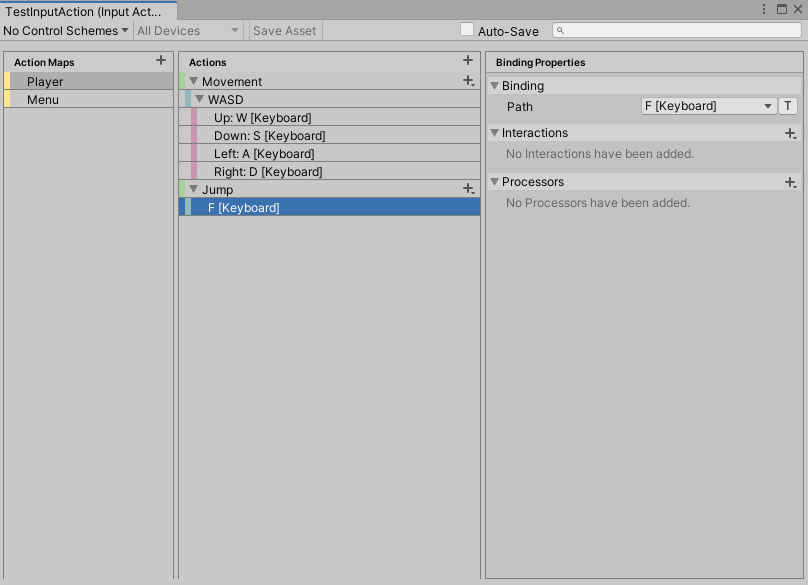 TestInputAction (Input Act...
No Control Schemes All Devices Save Asset Auto-Save
Action Maps
Player
Menu
Actions
Movement
WASD
Up: W [Keyboard]
Down: S [Keyboard]
Left: A [Keyboard]
Right: D [Keyboard]
Jump
F [Keyboard]
Binding Properties
Binding
Path F [Keyboard] T
Interactions
No Interactions have been added.
Processors
No Processors have been added.